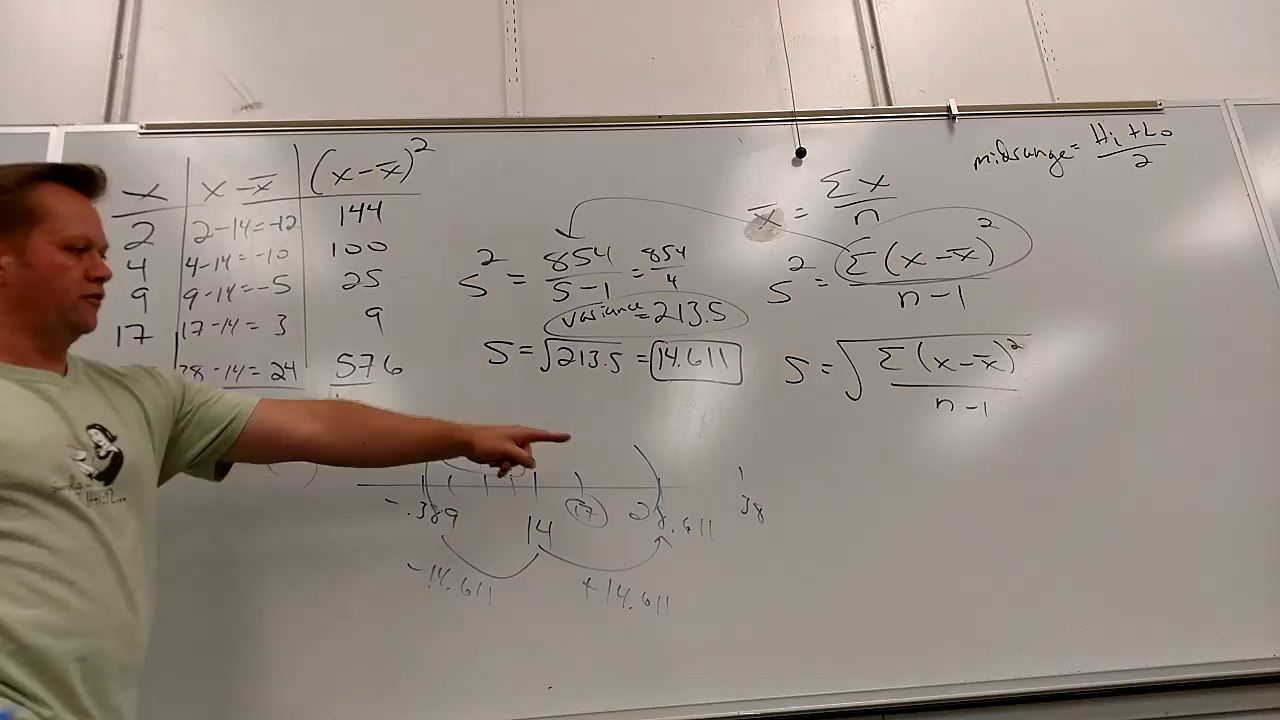 x | x - x̄ | (x - x̄)²
2 | 2-14=-12 | 144
4 | 4-14=-10 | 100
9 | 9-14=-5 | 25
17 | 17-14=3 | 9
38-14=24 | 576
s² = 854/5-1 = 854/4
variance = 213.5
s = √213.5 = 14.611
x̄ = Σx/n
s² = Σ(x - x̄)²/n-1
s = √Σ(x - x̄)²/n-1
midrange = Hi + Lo/2
-.389 14 17 28.611 38
-14.611 +14.611